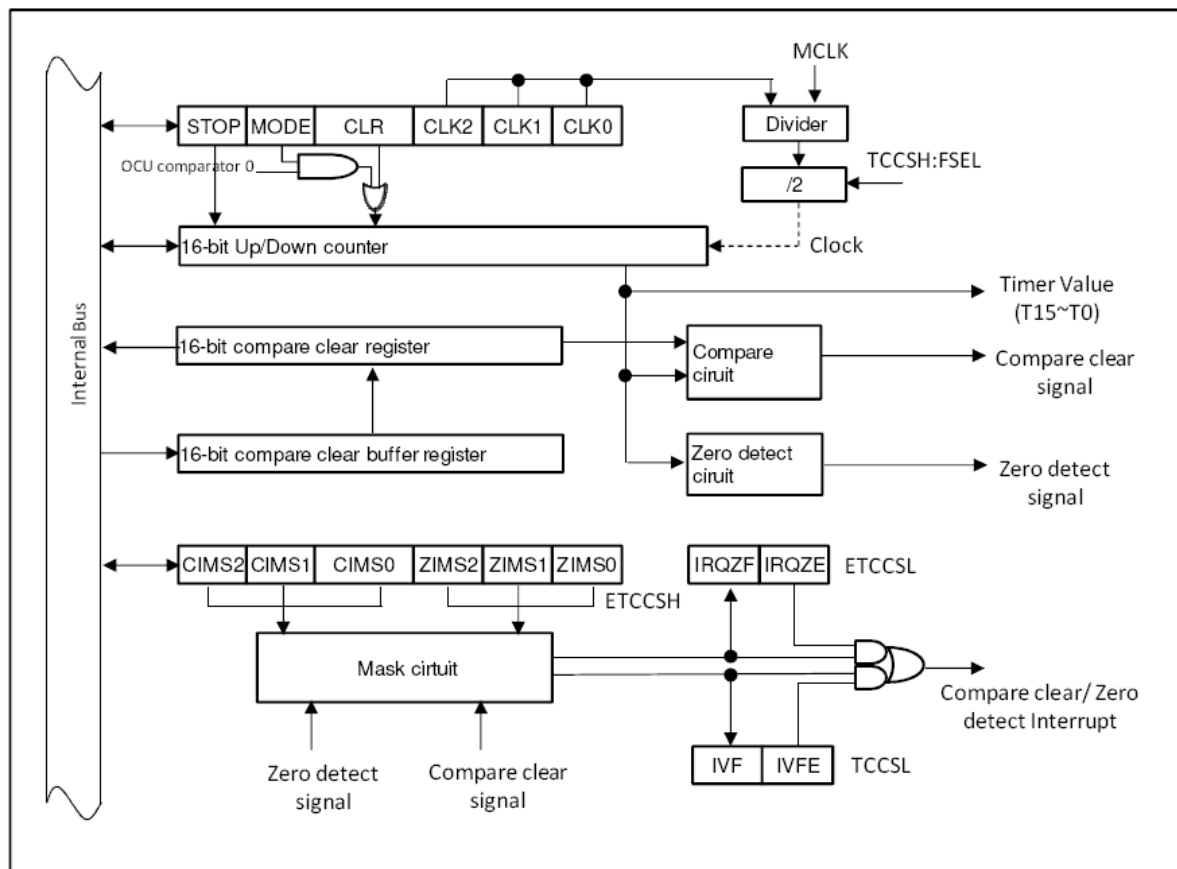 MCLK
STOP MODE CLR CLK2 CLK1 CLK0
Divider
OCU comparator 0
TCCSH:FSEL
/2
16-bit Up/Down counter
Clock
Internal Bus
Timer Value
(T15~T0)
16-bit compare clear register
Compare
ciruit
Compare clear
signal
16-bit compare clear buffer register
Zero detect
ciruit
Zero detect
signal
CIMS2 CIMS1 CIMS0 ZIMS2 ZIMS1 ZIMS0
ETCCSH
IRQZF IRQZE
ETCCSL
Mask cirtuit
Compare clear/ Zero
detect Interrupt
Zero detect
signal
Compare clear
signal
IVF IVFE
TCCSL